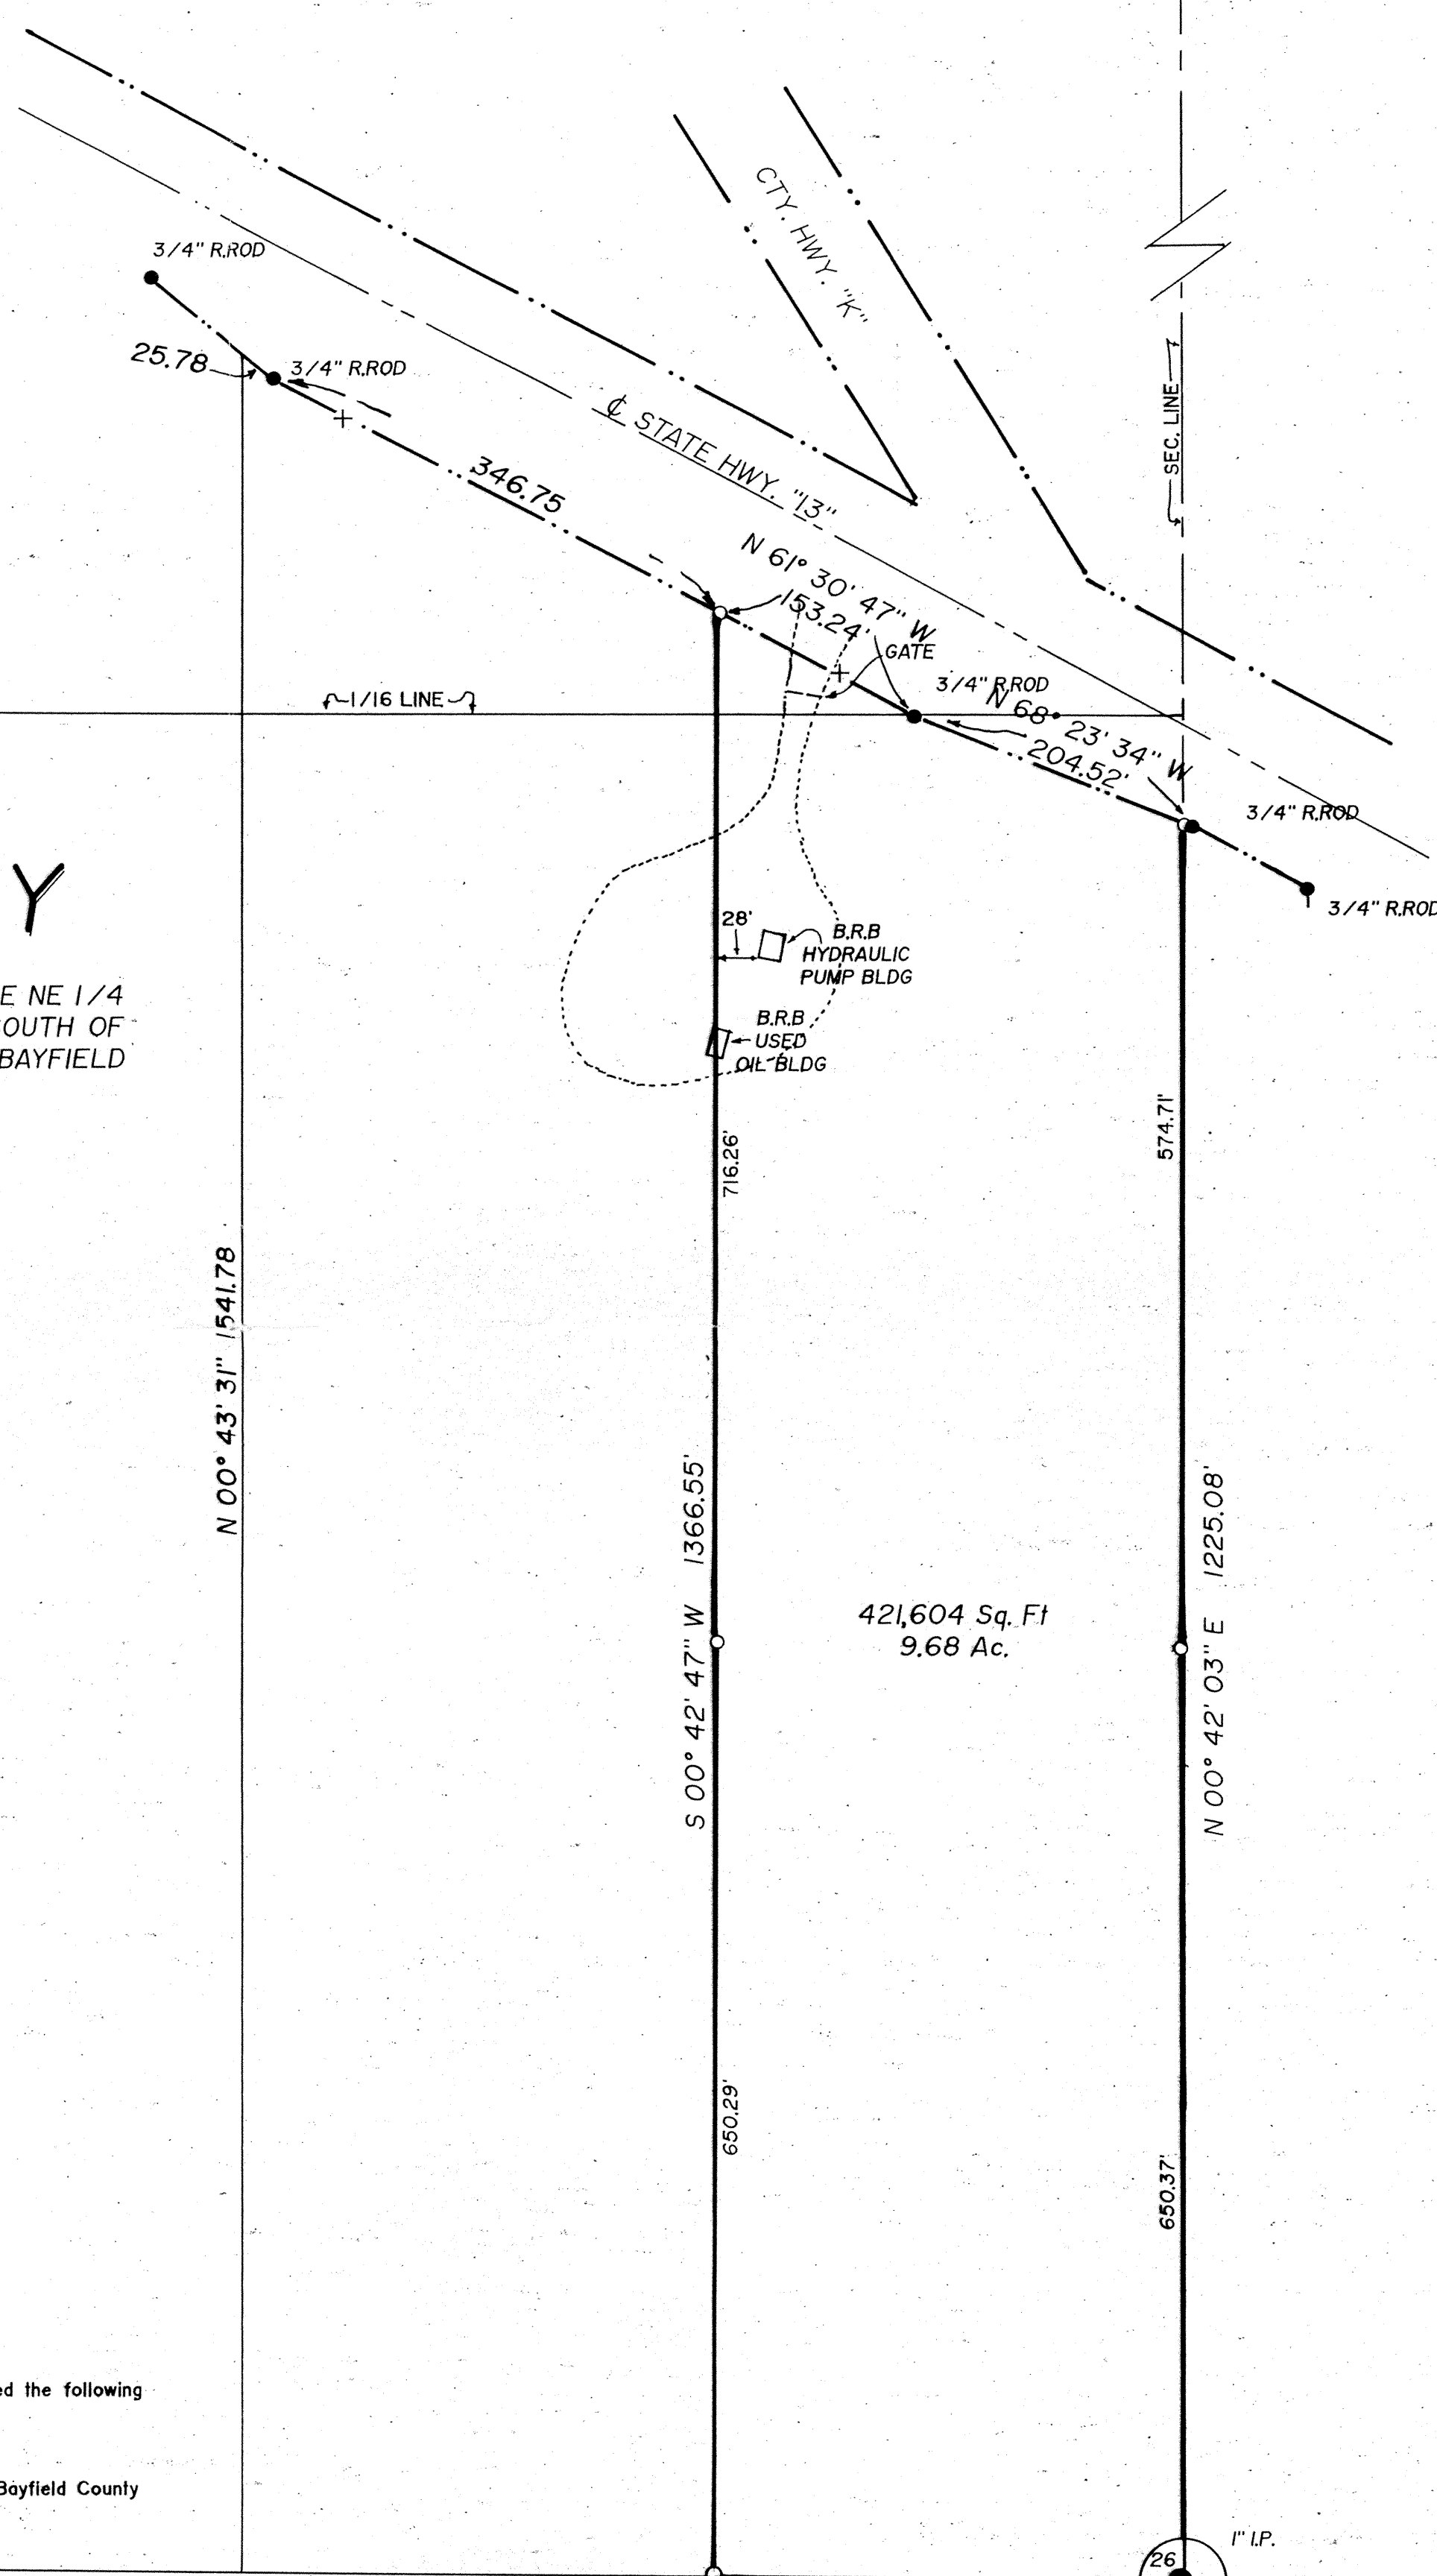 CTY. HWY. "K"
3/4" R.ROD
25.78
3/4" R.ROD
SEC. LINE
℄ STATE HWY. "13"
346.75
N 61° 30' 47" W
153.24'
GATE
3/4" R.ROD
1/16 LINE
N 68° 23' 34" W
204.52'
3/4" R.ROD
3/4" R.ROD
Y
28'
B.R.B
HYDRAULIC
PUMP BLDG
E NE 1/4
OUTH OF
BAYFIELD
B.R.B
USED
OIL BLDG
716.26'
574.71'
N 00° 43' 31" 1541.78
S 00° 42' 47" W 1366.55'
N 00° 42' 03" E 1225.08'
421,604 Sq. Ft
9.68 Ac.
650.29'
650.37'
ed the following
Bayfield County
1" I.P.
26